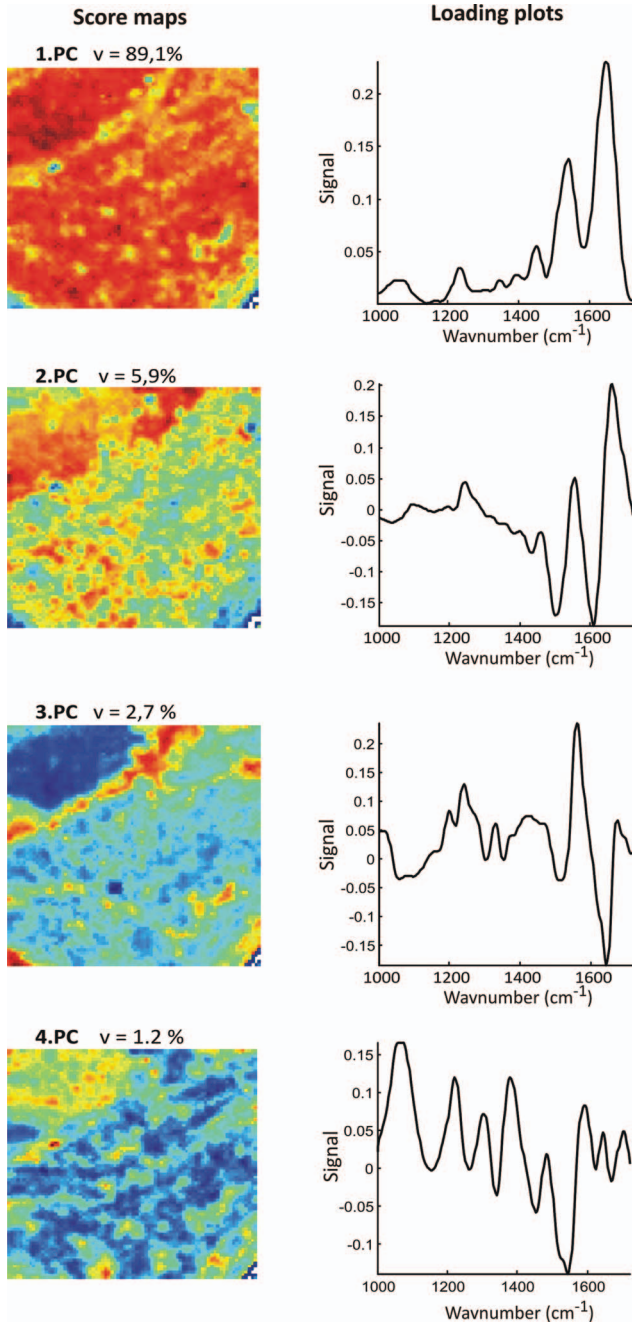 Score maps Loading plots
1.PC v = 89,1%
0.2
0.15
0.1
0.05
Signal
1000 1200 1400 1600
Wavnumber (cm⁻¹)
2.PC v = 5,9%
0.2
0.15
0.1
0.05
0
-0.05
-0.1
-0.15
Signal
1000 1200 1400 1600
Wavnumber (cm⁻¹)
3.PC v = 2,7 %
0.2
0.15
0.1
0.05
0
-0.05
-0.1
-0.15
Signal
1000 1200 1400 1600
Wavnumber (cm⁻¹)
4.PC v = 1.2 %
0.15
0.1
0.05
0
-0.05
-0.1
Signal
1000 1200 1400 1600
Wavnumber (cm⁻¹)